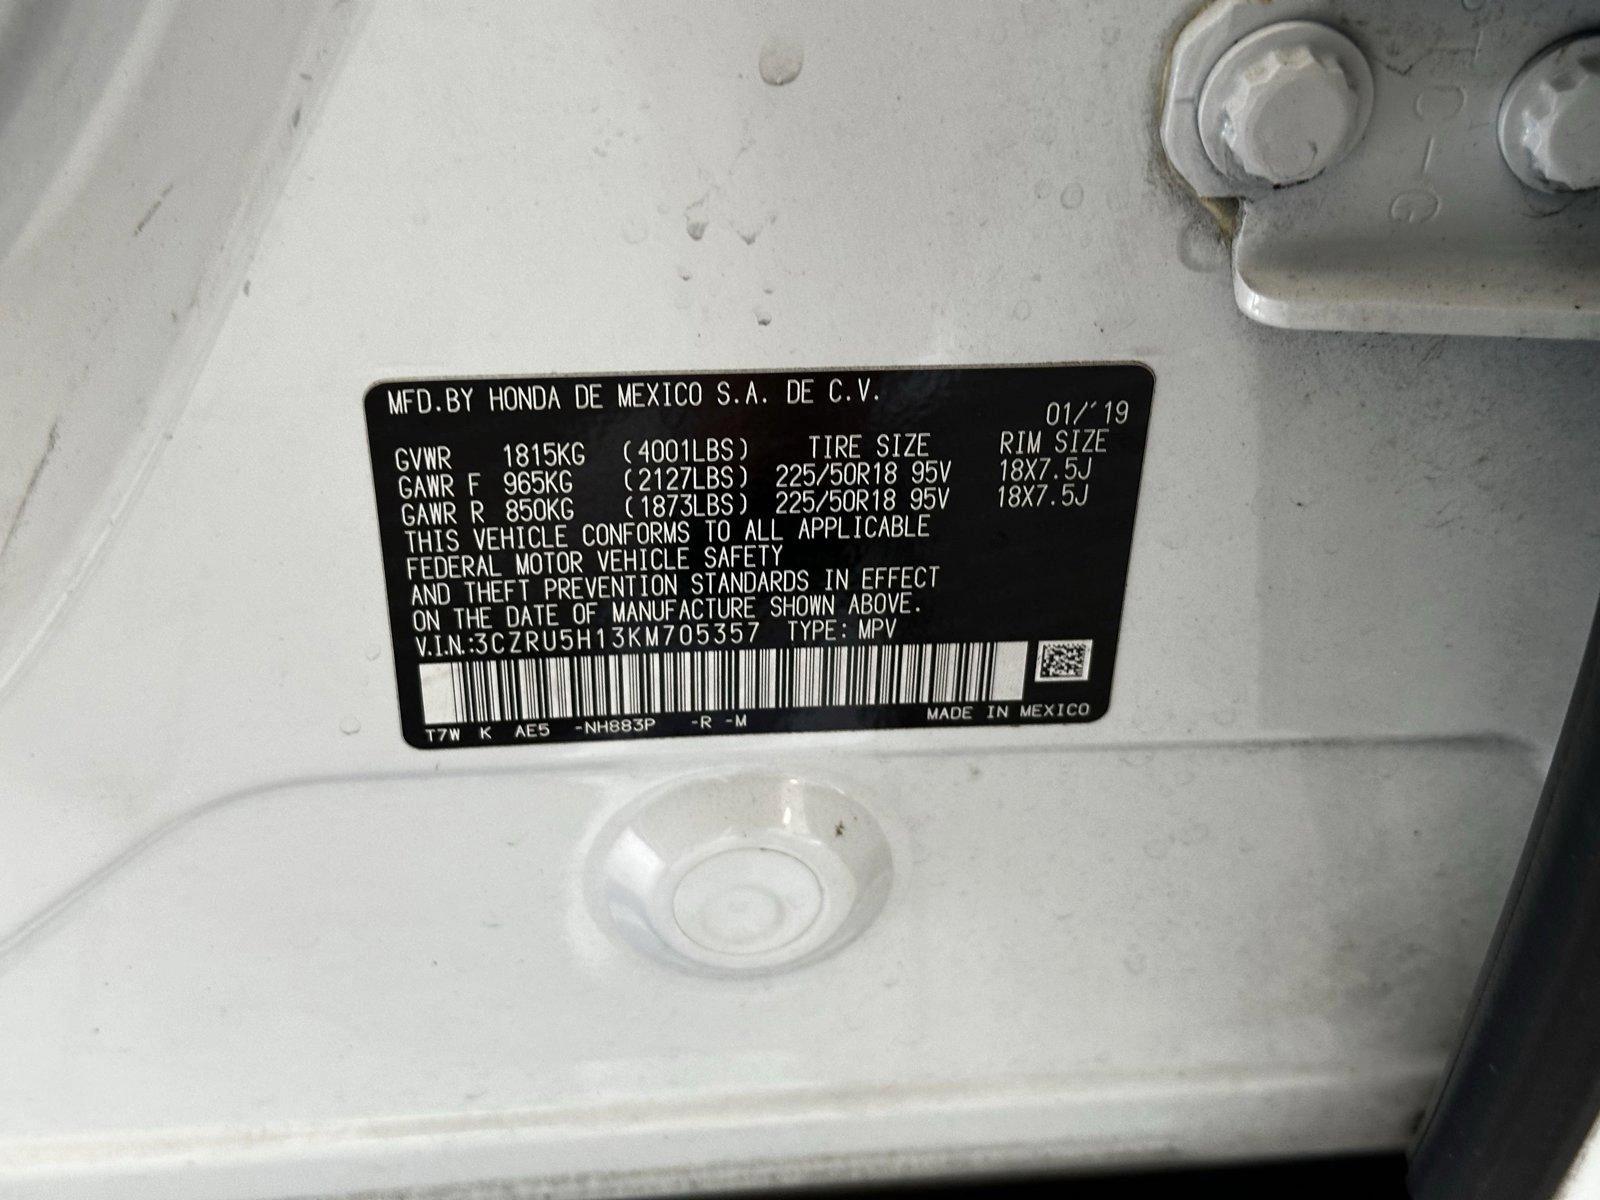 MFD.BY HONDA DE MEXICO S.A. DE C.V.
01/'19
GVWR 1815KG (4001LBS) TIRE SIZE RIM SIZE
GAWR F 965KG (2127LBS) 225/50R18 95V 18X7.5J
GAWR R 850KG (1873LBS) 225/50R18 95V 18X7.5J
THIS VEHICLE CONFORMS TO ALL APPLICABLE
FEDERAL MOTOR VEHICLE SAFETY
AND THEFT PREVENTION STANDARDS IN EFFECT
ON THE DATE OF MANUFACTURE SHOWN ABOVE.
V.I.N.:3CZRU5H13KM705357 TYPE: MPV
T7W K AE5 -NH883P -R -M MADE IN MEXICO